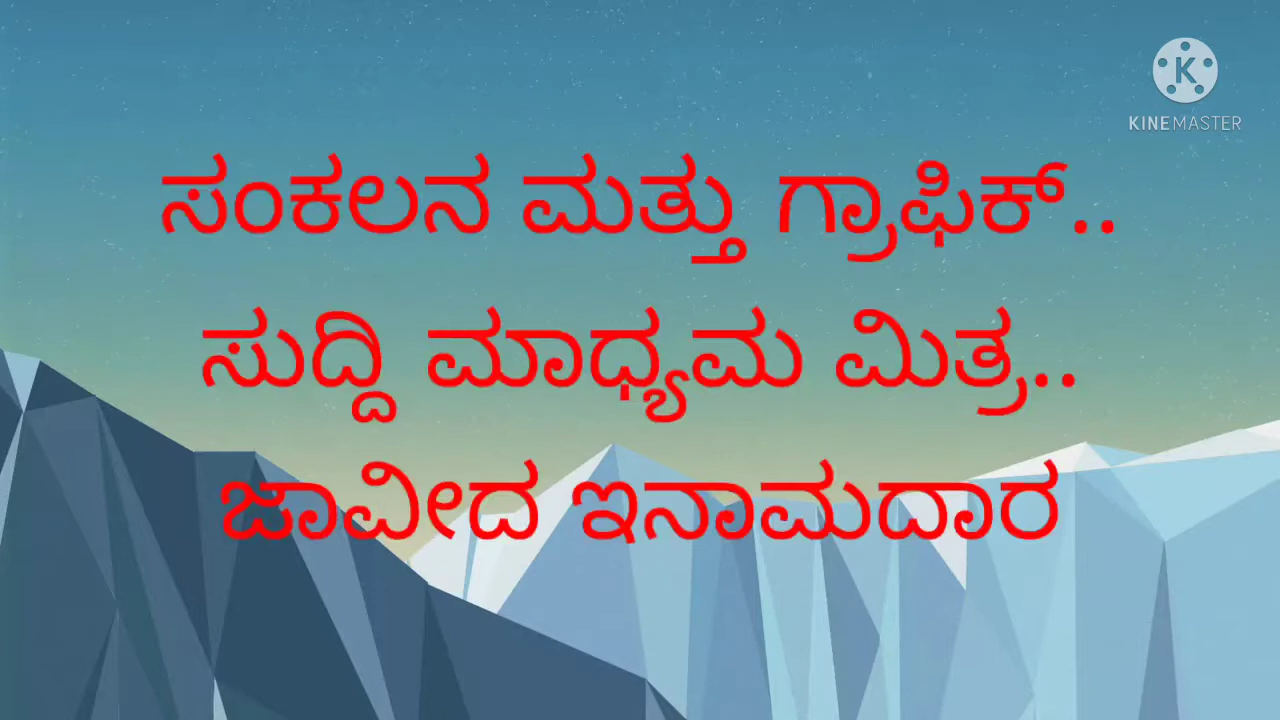 KINEMASTER
ಸಂಕಲನ ಮತ್ತು ಗ್ರಾಫಿಕ್..
ಸುದ್ದಿ ಮಾಧ್ಯಮ ಮಿತ್ರ..
ಜಾವೀದ ಇನಾಮದಾರ